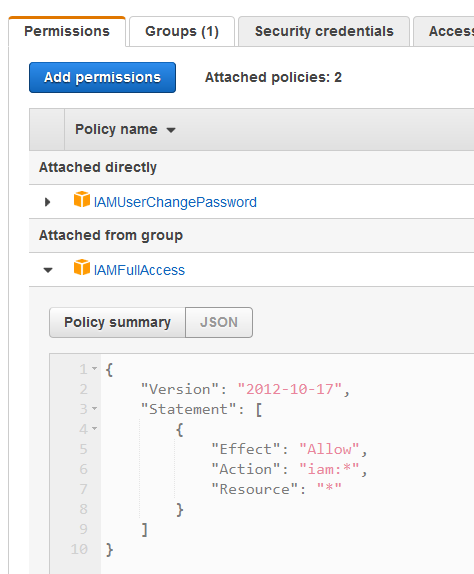 Permissions Groups (1) Security credentials Access
Add permissions Attached policies: 2
Policy name
Attached directly
IAMUserChangePassword
Attached from group
IAMFullAccess
Policy summary JSON
1 {
2 "Version": "2012-10-17",
3 "Statement": [
4 {
5 "Effect": "Allow",
6 "Action": "iam:*",
7 "Resource": "*"
8 }
9 ]
10 }